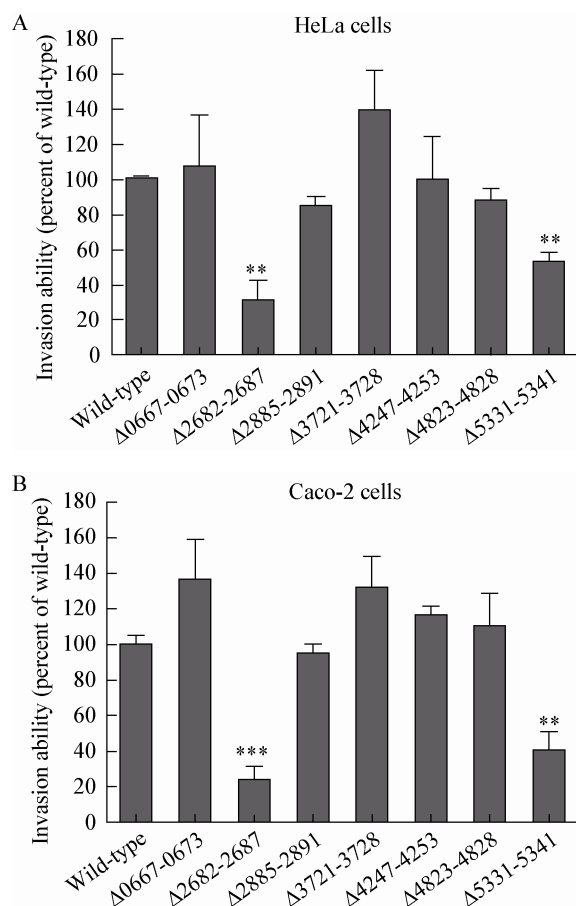 A
HeLa cells
Invasion ability (percent of wild-type)
180
160
140
120
100
80
60
40
20
0
**
**
Wild-type
Δ0667-0673
Δ2682-2687
Δ2885-2891
Δ3721-3728
Δ4247-4253
Δ4823-4828
Δ5331-5341
B
Caco-2 cells
Invasion ability (percent of wild-type)
180
160
140
120
100
80
60
40
20
0
***
**
Wild-type
Δ0667-0673
Δ2682-2687
Δ2885-2891
Δ3721-3728
Δ4247-4253
Δ4823-4828
Δ5331-5341